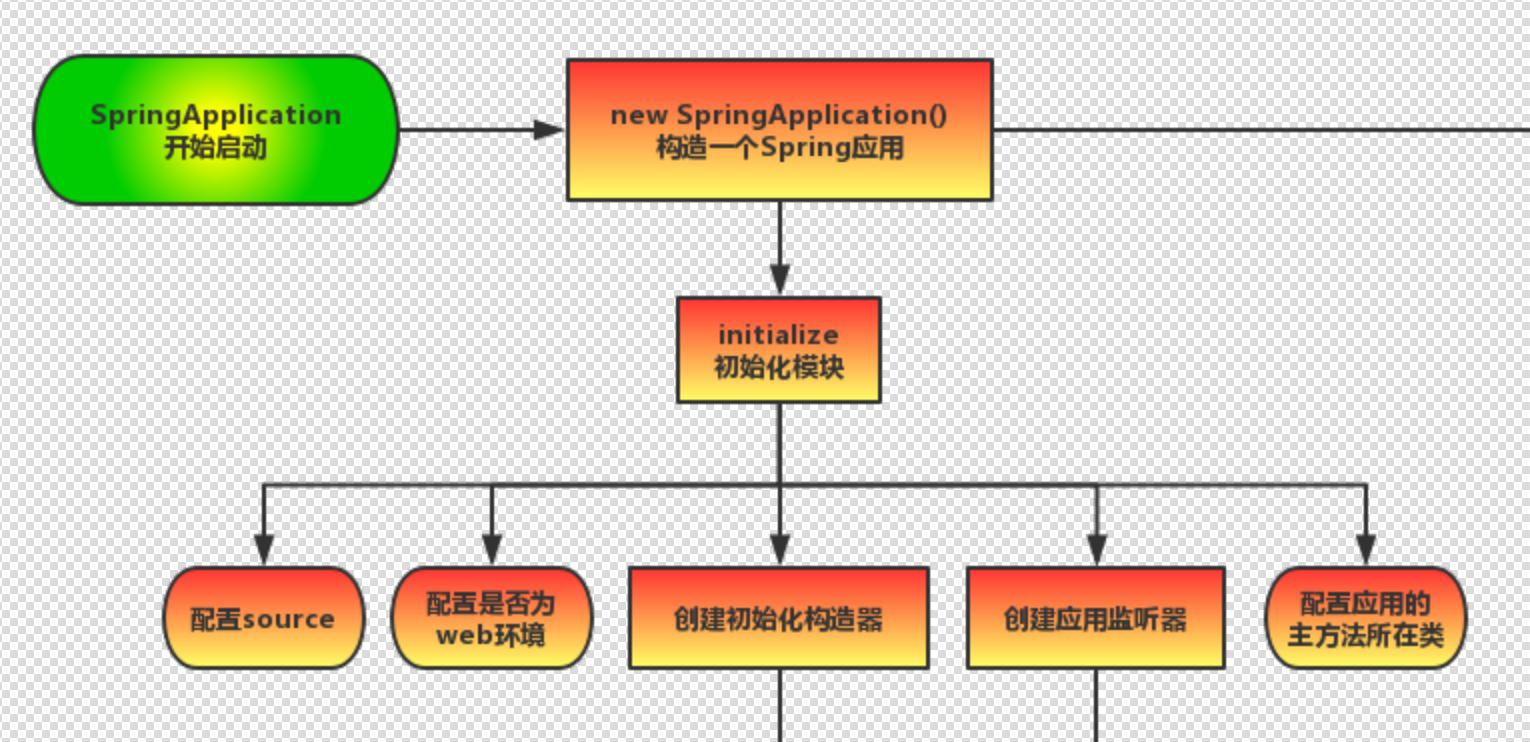 SpringApplication
开始启动
new SpringApplication()
构造一个Spring应用
initialize
初始化模块
配置source
配置是否为
web环境
创建初始化构造器
创建应用监听器
配置应用的
主方法所在类